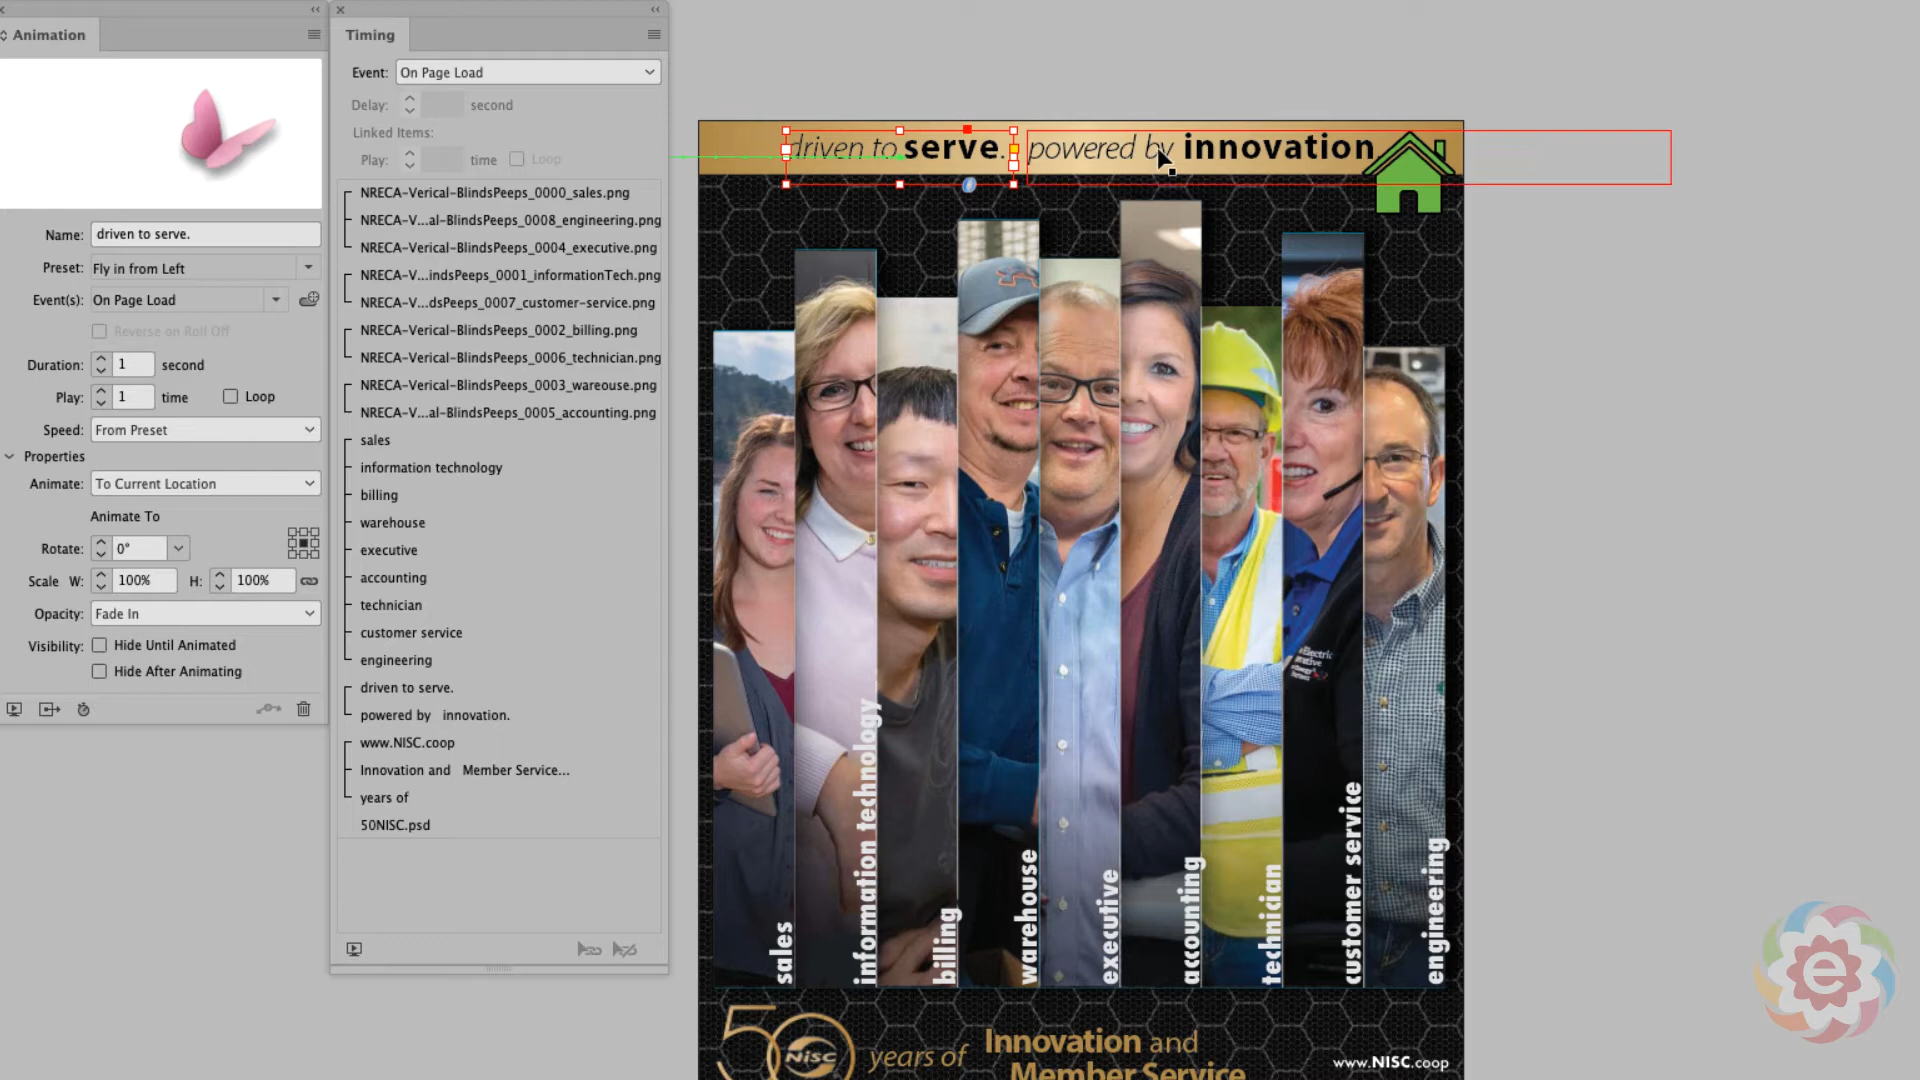 Animation
Name: driven to serve.
Preset: Fly in from Left
Event(s): On Page Load
Reverse on Roll Off
Duration: 1 second
Play: 1 time Loop
Speed: From Preset
Properties
Animate: To Current Location
Animate To
Rotate: 0°
Scale W: 100% H: 100%
Opacity: Fade In
Visibility: Hide Until Animated
Hide After Animating
Timing
Event: On Page Load
Delay: second
Linked Items:
Play: time Loop
NRECA-Verical-BlindsPeeps_0000_sales.png
NRECA-V...al-BlindsPeeps_0008_engineering.png
NRECA-Verical-BlindsPeeps_0004_executive.png
NRECA-V...indsPeeps_0001_informationTech.png
NRECA-V...dsPeeps_0007_customer-service.png
NRECA-Verical-BlindsPeeps_0002_billing.png
NRECA-Verical-BlindsPeeps_0006_technician.png
NRECA-Verical-BlindsPeeps_0003_warehouse.png
NRECA-V...al-BlindsPeeps_0005_accounting.png
sales
information technology
billing
warehouse
executive
accounting
technician
customer service
engineering
driven to serve.
powered by innovation.
www.NISC.coop
Innovation and Member Service...
years of
50NISC.psd
driven to serve. powered by innovation.
sales
information technology
billing
warehouse
executive
accounting
technician
customer service
engineering
50 NISC years of
Innovation and
Member Service
www.NISC.coop
e